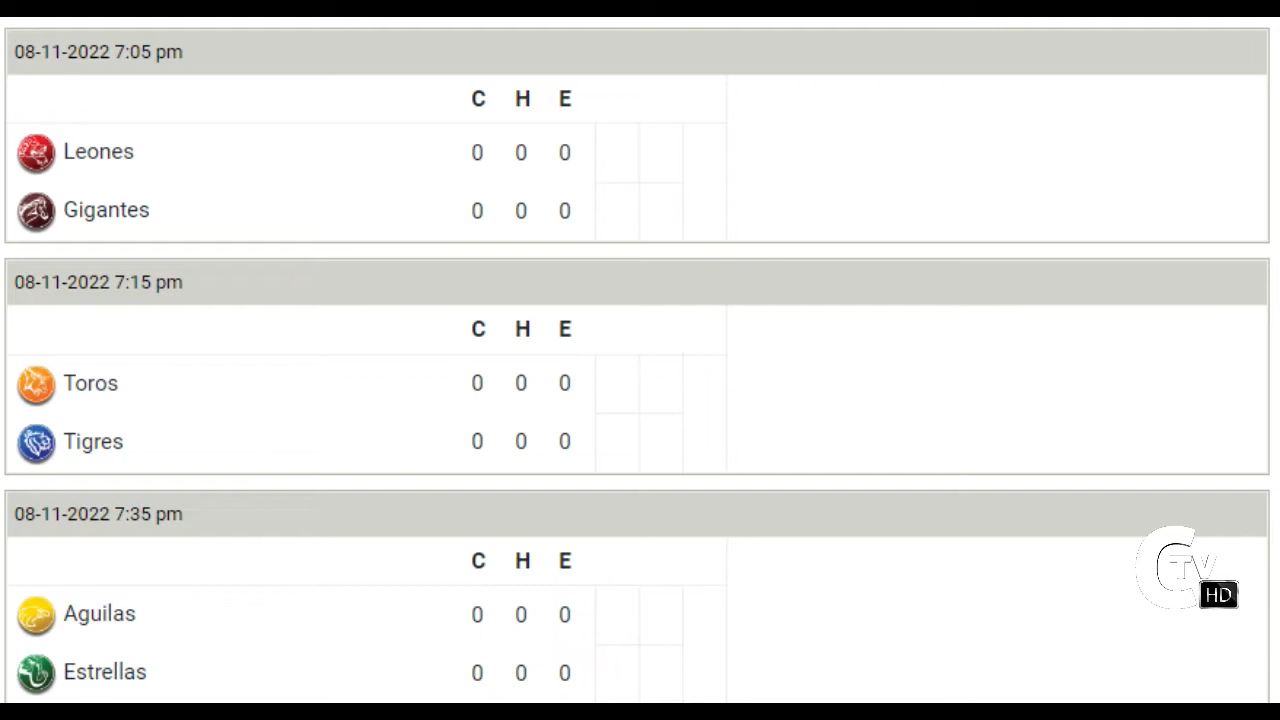 08-11-2022 7:05 pm
C H E
Leones 0 0 0
Gigantes 0 0 0
08-11-2022 7:15 pm
C H E
Toros 0 0 0
Tigres 0 0 0
08-11-2022 7:35 pm
C H E
Aguilas 0 0 0
Estrellas 0 0 0
CTV
HD